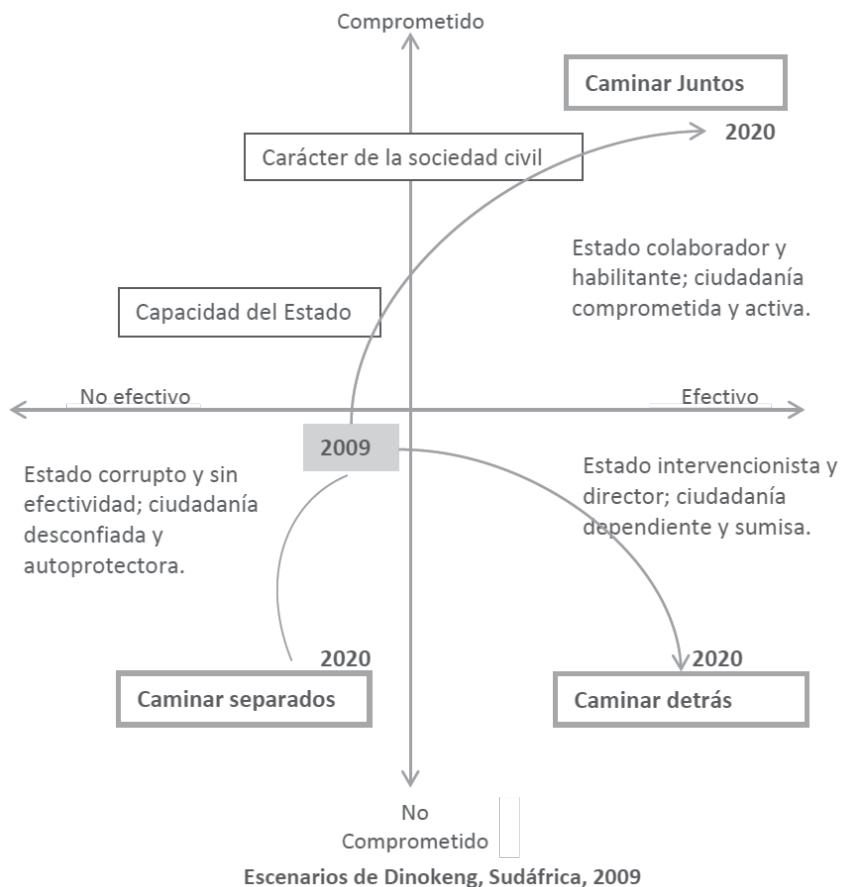 Comprometido
Caminar Juntos
2020
Carácter de la sociedad civil
Estado colaborador y
habilitante; ciudadanía
comprometida y activa.
Capacidad del Estado
No efectivo
Efectivo
2009
Estado corrupto y sin
efectividad; ciudadanía
desconfiada y
autoprotectora.
Estado intervencionista y
director; ciudadanía
dependiente y sumisa.
2020
Caminar separados
2020
Caminar detrás
No
Comprometido
Escenarios de Dinokeng, Sudáfrica, 2009